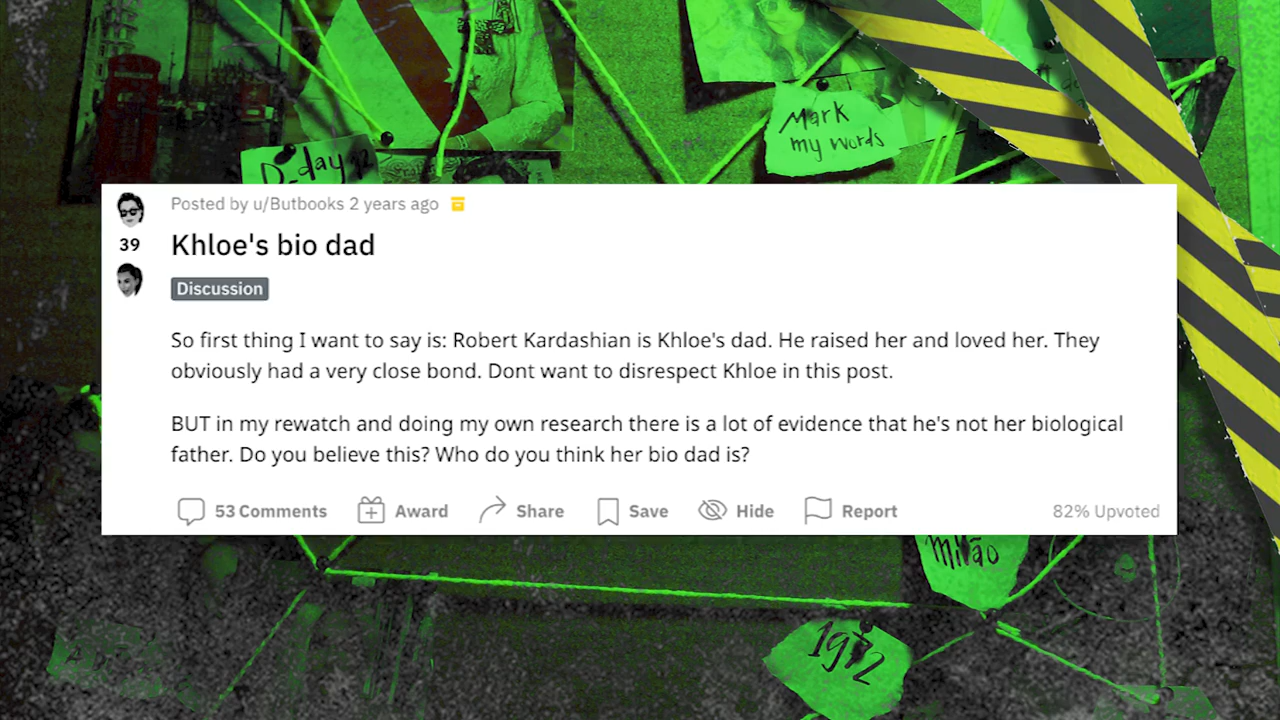 Mark
my words
D-day
Posted by u/Butbooks 2 years ago
39
Khloe's bio dad
Discussion
So first thing I want to say is: Robert Kardashian is Khloe's dad. He raised her and loved her. They
obviously had a very close bond. Dont want to disrespect Khloe in this post.
BUT in my rewatch and doing my own research there is a lot of evidence that he's not her biological
father. Do you believe this? Who do you think her bio dad is?
53 Comments
Award
Share
Save
Hide
Report
82% Upvoted
Milão
1972